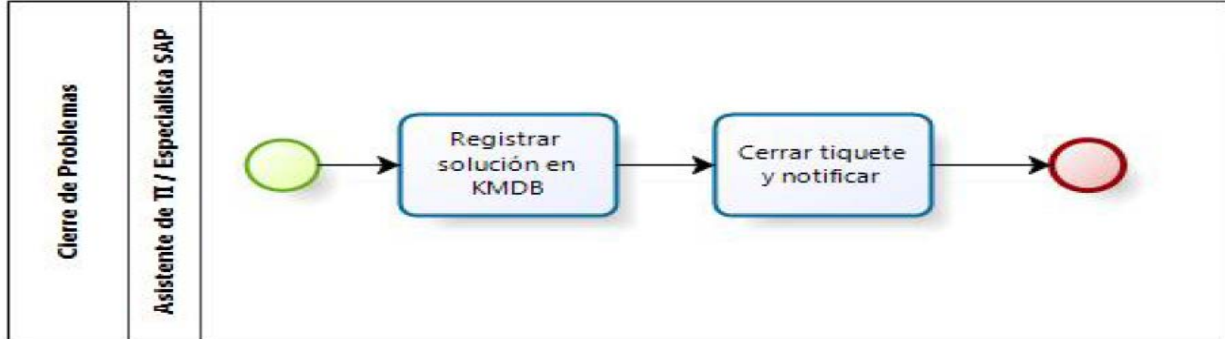 Cierre de Problemas
Asistente de TI / Especialista SAP
Registrar
solución en
KMDB
Cerrar tiquete
y notificar